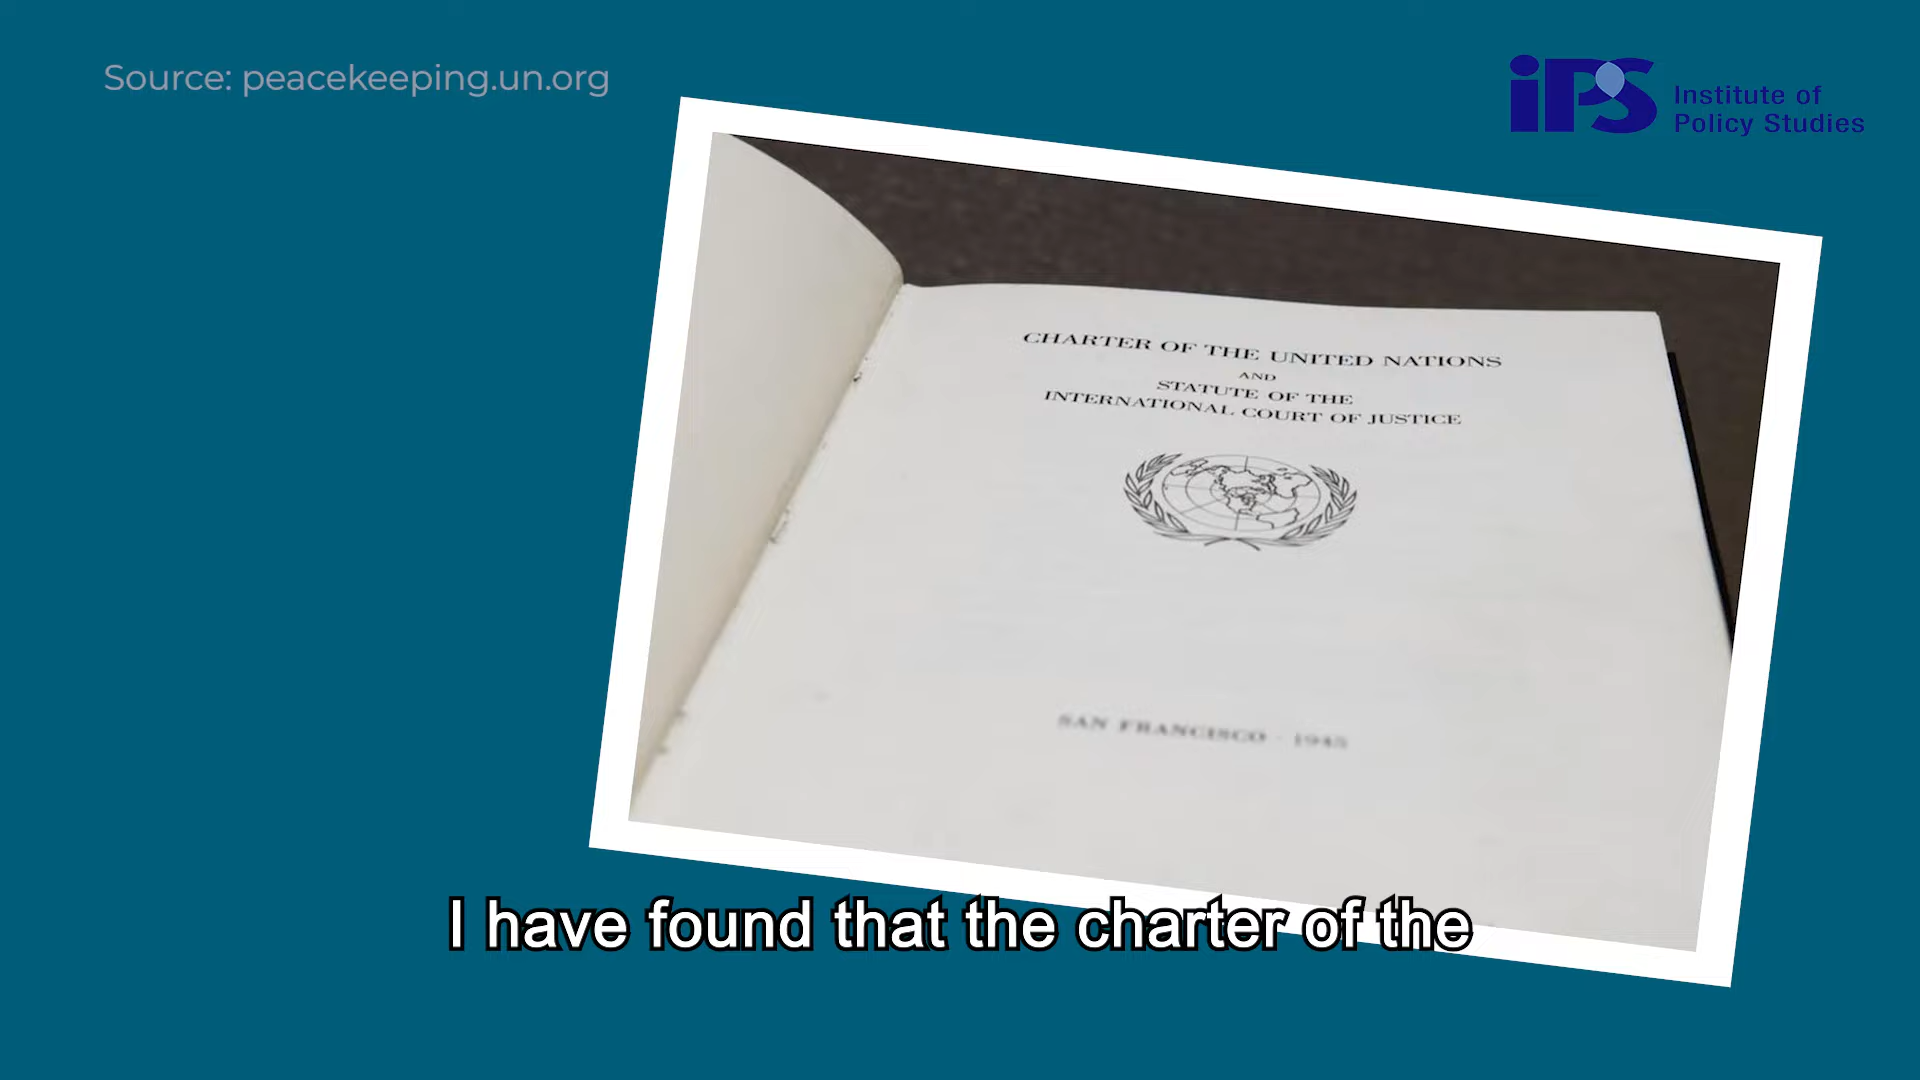 Source: peacekeeping.un.org
iPS
Institute of
Policy Studies
CHARTER OF THE UNITED NATIONS
AND
STATUTE OF THE
INTERNATIONAL COURT OF JUSTICE
SAN FRANCISCO · 1945
I have found that the charter of the